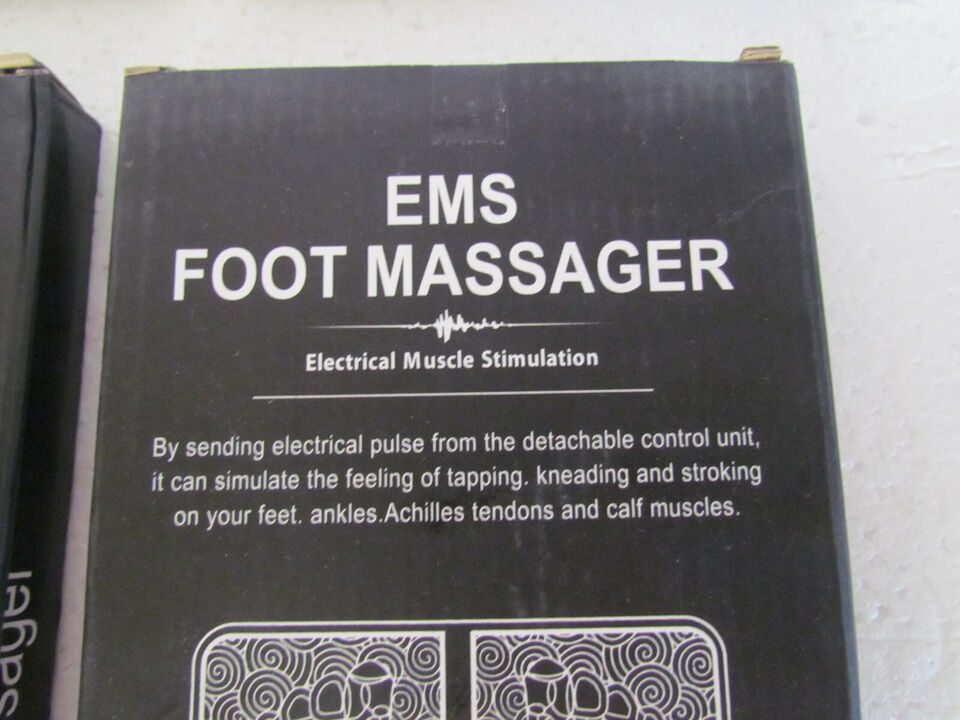 EMS
FOOT MASSAGER
Electrical Muscle Stimulation
By sending electrical pulse from the detachable control unit,
it can simulate the feeling of tapping. kneading and stroking
on your feet. ankles.Achilles tendons and calf muscles.